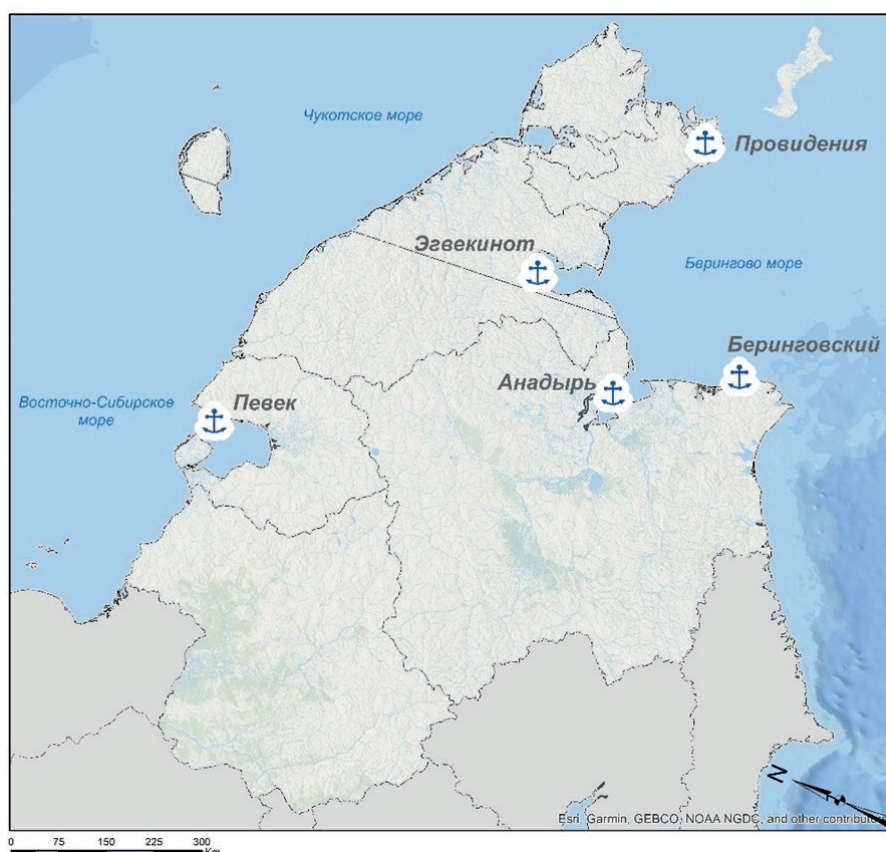 Чукотское море
Провидения
Эгвекинот
Берингово море
Беринговский
Анадырь
Певек
Восточно-Сибирское
море
N
Esri, Garmin, GEBCO, NOAA NGDC, and other contributors
0 75 150 225 300
Km